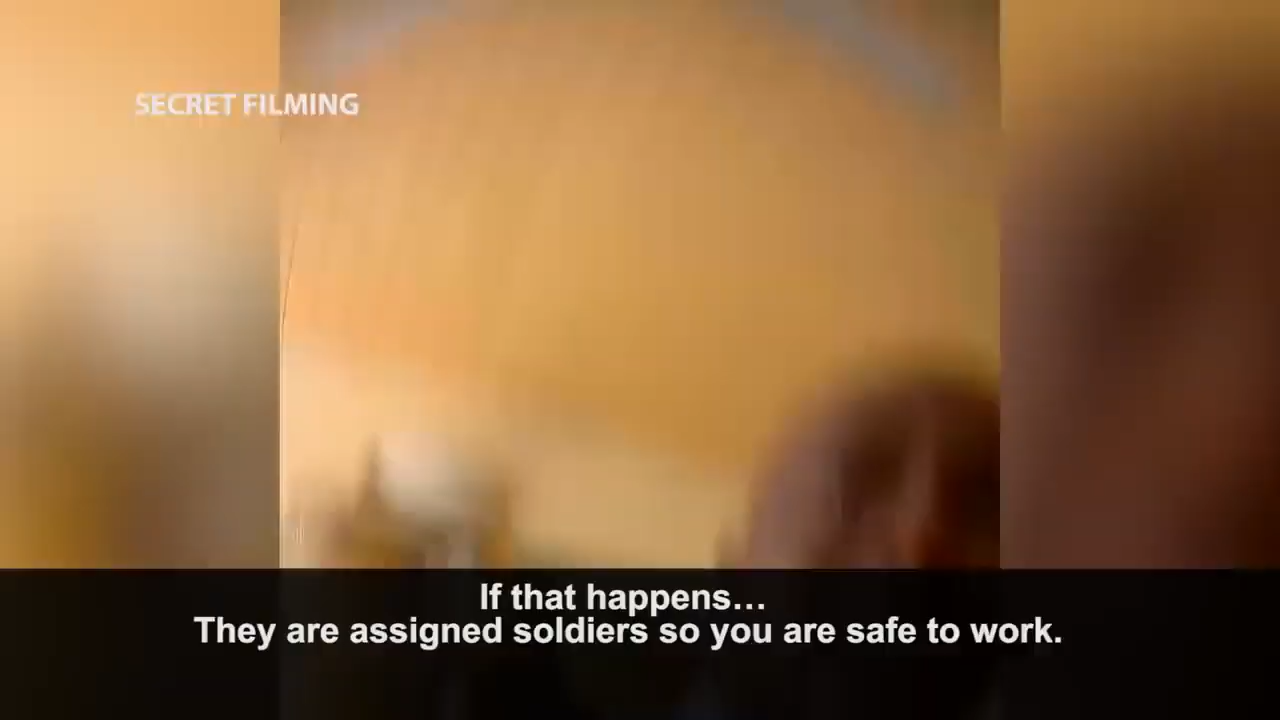 SECRET FILMING
If that happens...
They are assigned soldiers so you are safe to work.